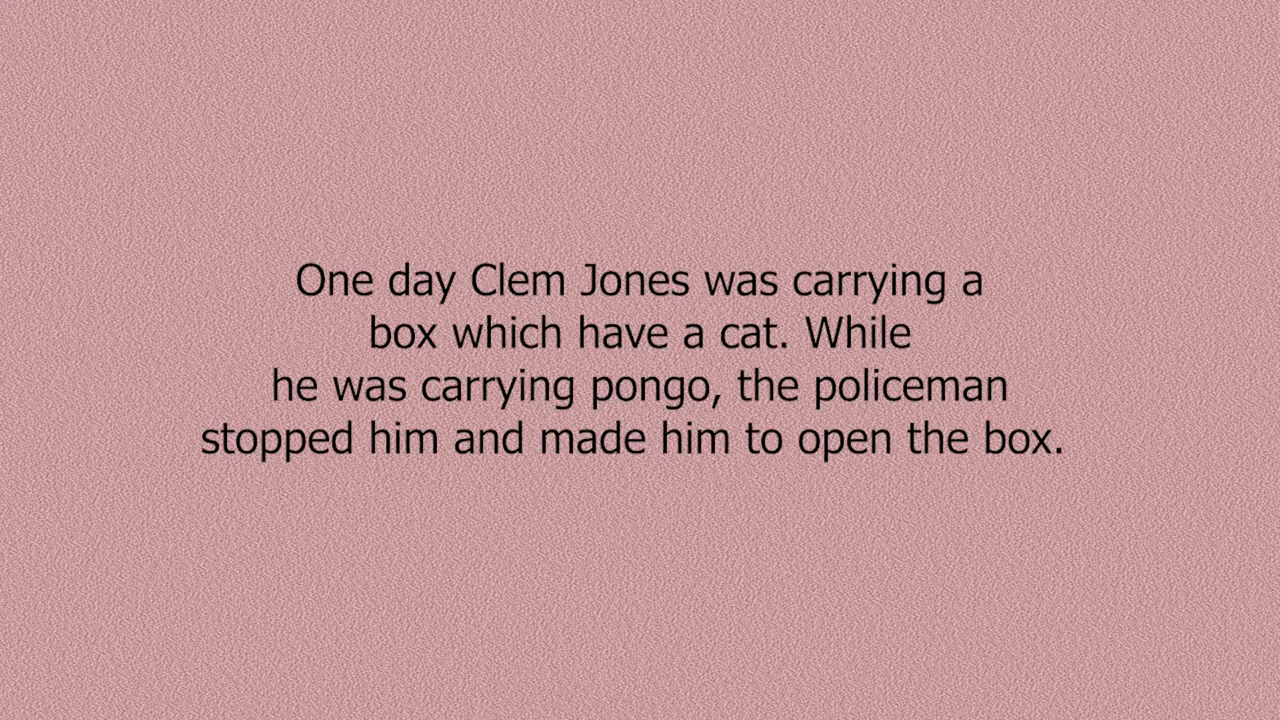 One day Clem Jones was carrying a
box which have a cat. While
he was carrying pongo, the policeman
stopped him and made him to open the box.